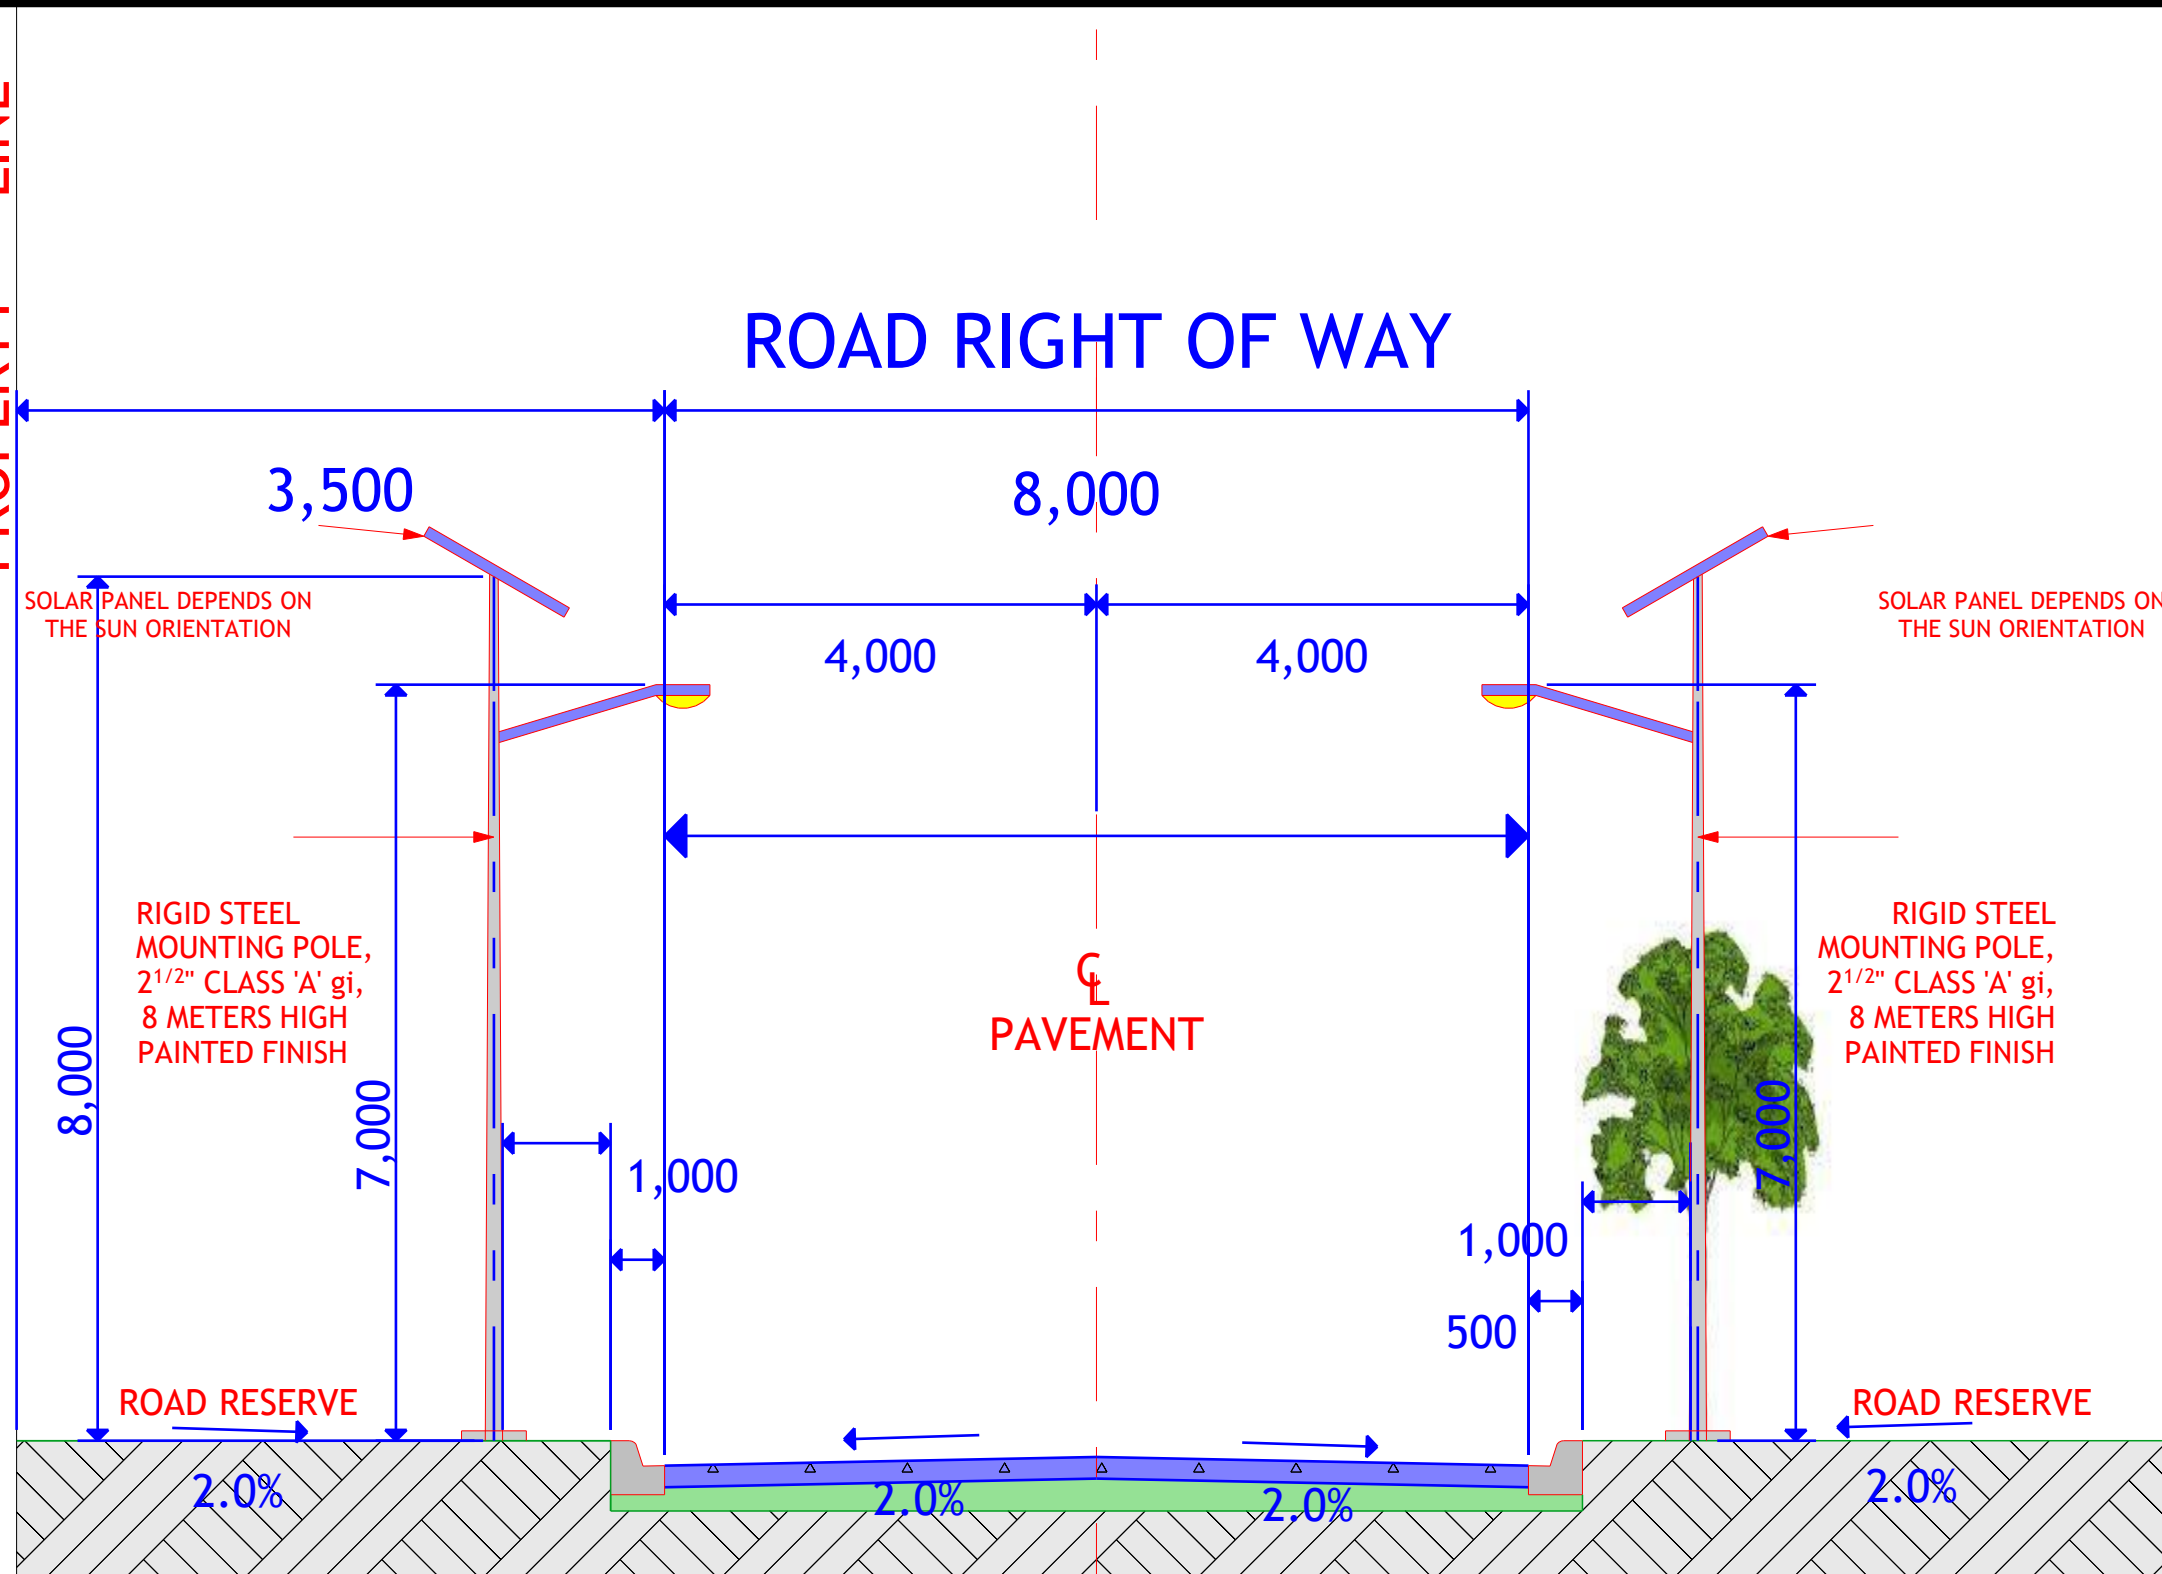 PROPERTY LINE
ROAD RIGHT OF WAY
3,500
8,000
SOLAR PANEL DEPENDS ON
THE SUN ORIENTATION
4,000
4,000
SOLAR PANEL DEPENDS ON
THE SUN ORIENTATION
RIGID STEEL
MOUNTING POLE,
2 1/2" CLASS 'A' gi,
8 METERS HIGH
PAINTED FINISH
8,000
7,000
℄
PAVEMENT
RIGID STEEL
MOUNTING POLE,
2 1/2" CLASS 'A' gi,
8 METERS HIGH
PAINTED FINISH
7,000
1,000
1,000
500
ROAD RESERVE
ROAD RESERVE
2.0%
2.0%
2.0%
2.0%